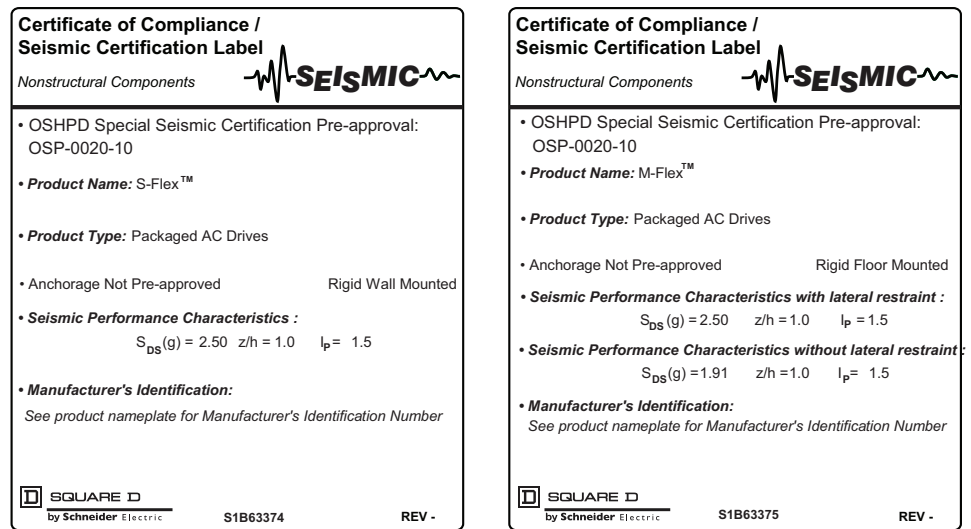 Certificate of Compliance /
Seismic Certification Label
Nonstructural Components
SEISMIC
• OSHPD Special Seismic Certification Pre-approval:
OSP-0020-10
• Product Name: S-Flex™
• Product Type: Packaged AC Drives
• Anchorage Not Pre-approved Rigid Wall Mounted
• Seismic Performance Characteristics :
SDS(g) = 2.50 z/h = 1.0 IP= 1.5
• Manufacturer's Identification:
See product nameplate for Manufacturer's Identification Number
D SQUARE D
by Schneider Electric S1B63374 REV -
Certificate of Compliance /
Seismic Certification Label
Nonstructural Components
SEISMIC
• OSHPD Special Seismic Certification Pre-approval:
OSP-0020-10
• Product Name: M-Flex™
• Product Type: Packaged AC Drives
• Anchorage Not Pre-approved Rigid Floor Mounted
• Seismic Performance Characteristics with lateral restraint :
SDS(g) =2.50 z/h =1.0 IP =1.5
• Seismic Performance Characteristics without lateral restraint :
SDS(g) =1.91 z/h =1.0 IP= 1.5
• Manufacturer's Identification:
See product nameplate for Manufacturer's Identification Number
D SQUARE D
by Schneider Electric S1B63375 REV -